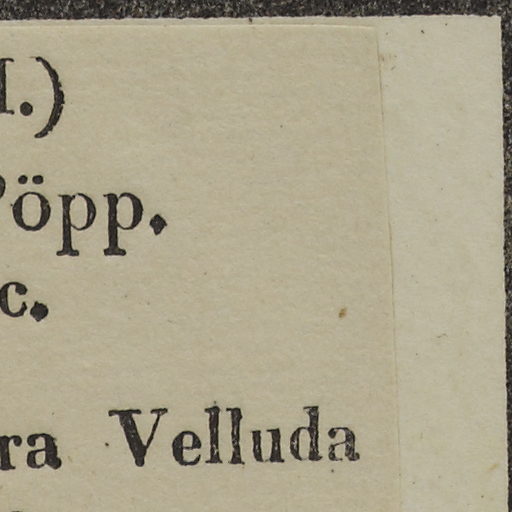 I.)
Pöpp.
c.
ra Velluda